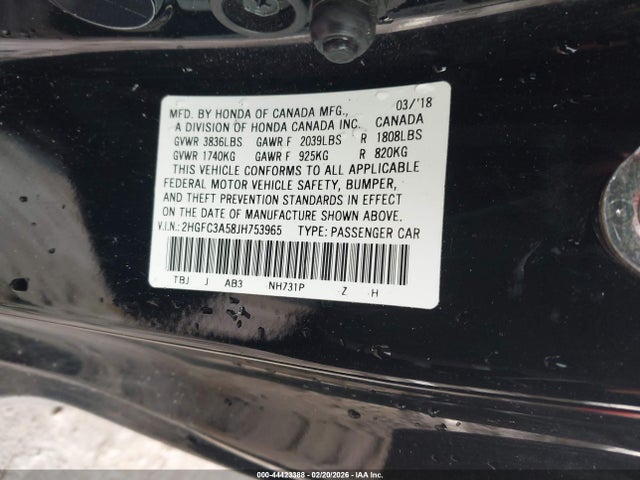 MFD. BY HONDA OF CANADA MFG., 03/'18
A DIVISION OF HONDA CANADA INC. CANADA
GVWR 3836LBS GAWR F 2039LBS R 1808LBS
GVWR 1740KG GAWR F 925KG R 820KG
THIS VEHICLE CONFORMS TO ALL APPLICABLE
FEDERAL MOTOR VEHICLE SAFETY, BUMPER,
AND THEFT PREVENTION STANDARDS IN EFFECT
ON THE DATE OF MANUFACTURE SHOWN ABOVE.
V.I.N.: 2HGFC3A58JH753965 TYPE: PASSENGER CAR
TBJ J AB3 NH731P Z H
000-44423388 - 02/20/2026 - IAA Inc.